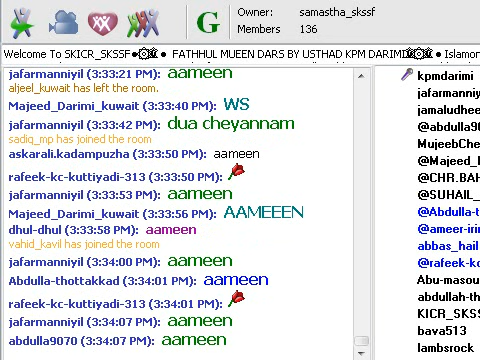 G
Owner: samastha_skssf
Members 136
Welcome To SKICR_SKSSF FATHHUL MUEEN DARS BY USTHAD KPM DARIMI Islamon
jafarmanniyil (3:33:21 PM): aameen
aljeel_kuwait has left the room.
Majeed_Darimi_kuwait (3:33:40 PM): WS
jafarmanniyil (3:33:42 PM): dua cheyannam
sadiq_mp has joined the room
askarali.kadampuzha (3:33:50 PM): aameen
rafeek-kc-kuttiyadi-313 (3:33:50 PM):
jafarmanniyil (3:33:53 PM): aameen
Majeed_Darimi_kuwait (3:33:56 PM): AAMEEEN
dhul-dhul (3:33:58 PM): aameen
vahid_kavil has joined the room
jafarmanniyil (3:34:00 PM): aameen
Abdulla-thottakkad (3:34:01 PM): aameen
rafeek-kc-kuttiyadi-313 (3:34:01 PM):
jafarmanniyil (3:34:07 PM): aameen
abdulla9070 (3:34:07 PM): aameen
kpmdarimi
jafarmanniy
jamaludhee
@abdulla90
MujeebChe
@Majeed_
@CHR.BAH
@SUHAIL_
@Abdulla-t
@ameer-irin
abbas_hail
@rafeek-kc
Abu-masou
abdullah-th
KICR_SKSS
bava513
lambsrock